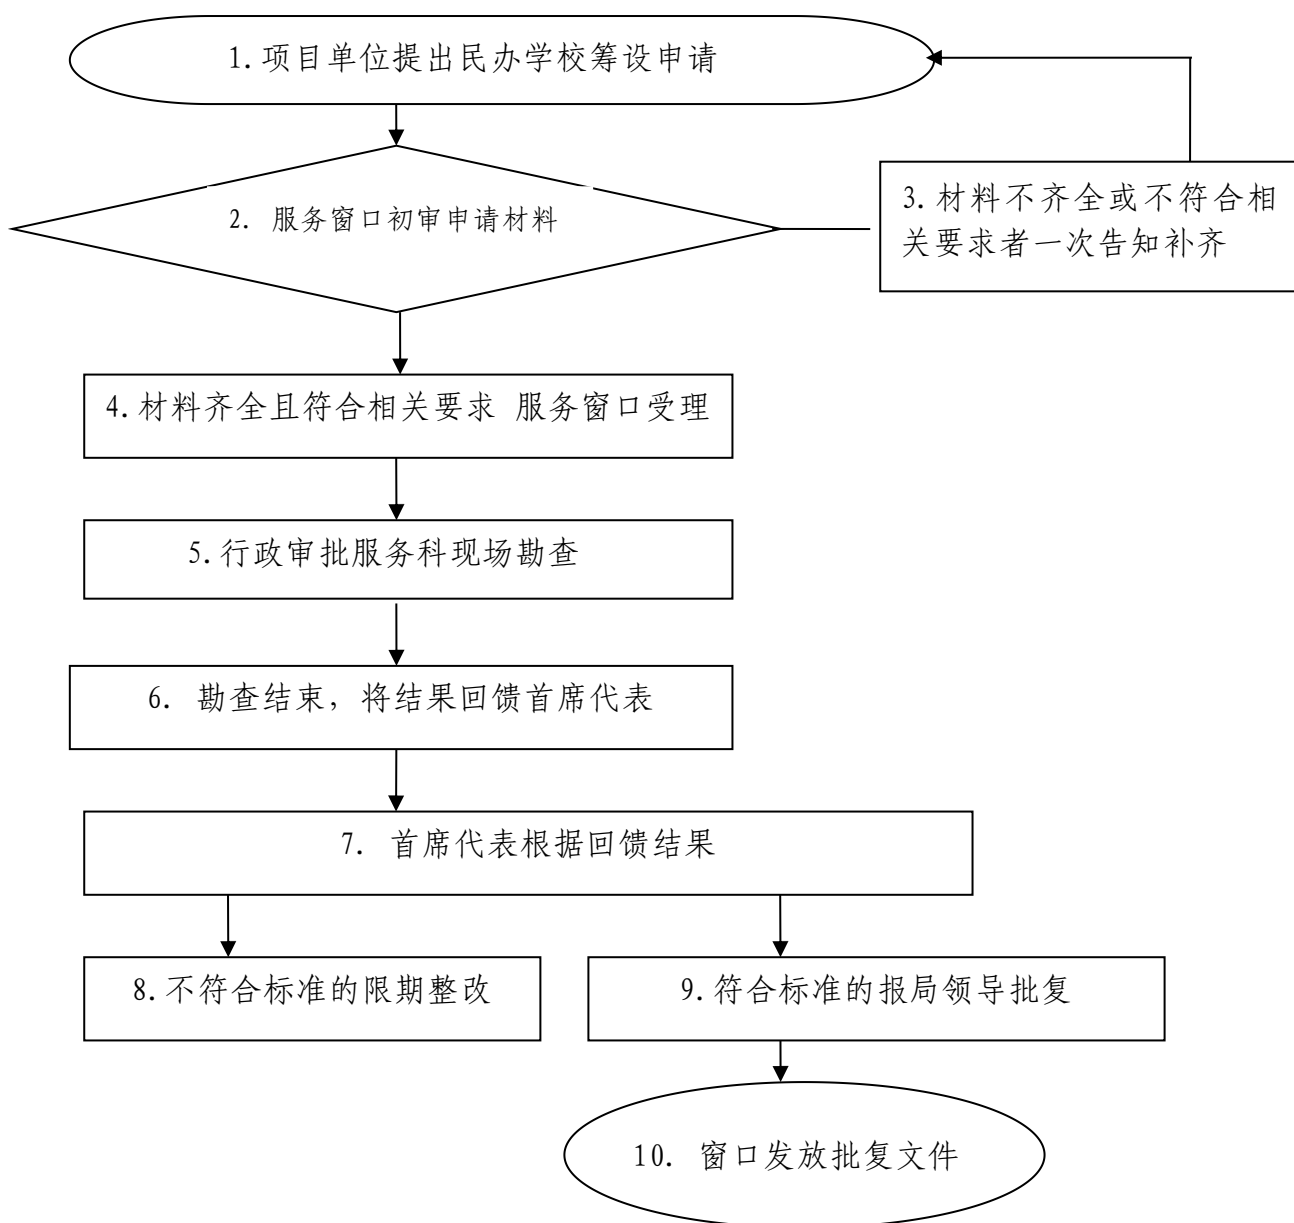 1.项目单位提出民办学校筹设申请
2. 服务窗口初审申请材料
3.材料不齐全或不符合相
关要求者一次告知补齐
4.材料齐全且符合相关要求 服务窗口受理
5.行政审批服务科现场勘查
6. 勘查结束，将结果回馈首席代表
7. 首席代表根据回馈结果
8.不符合标准的限期整改
9.符合标准的报局领导批复
10. 窗口发放批复文件